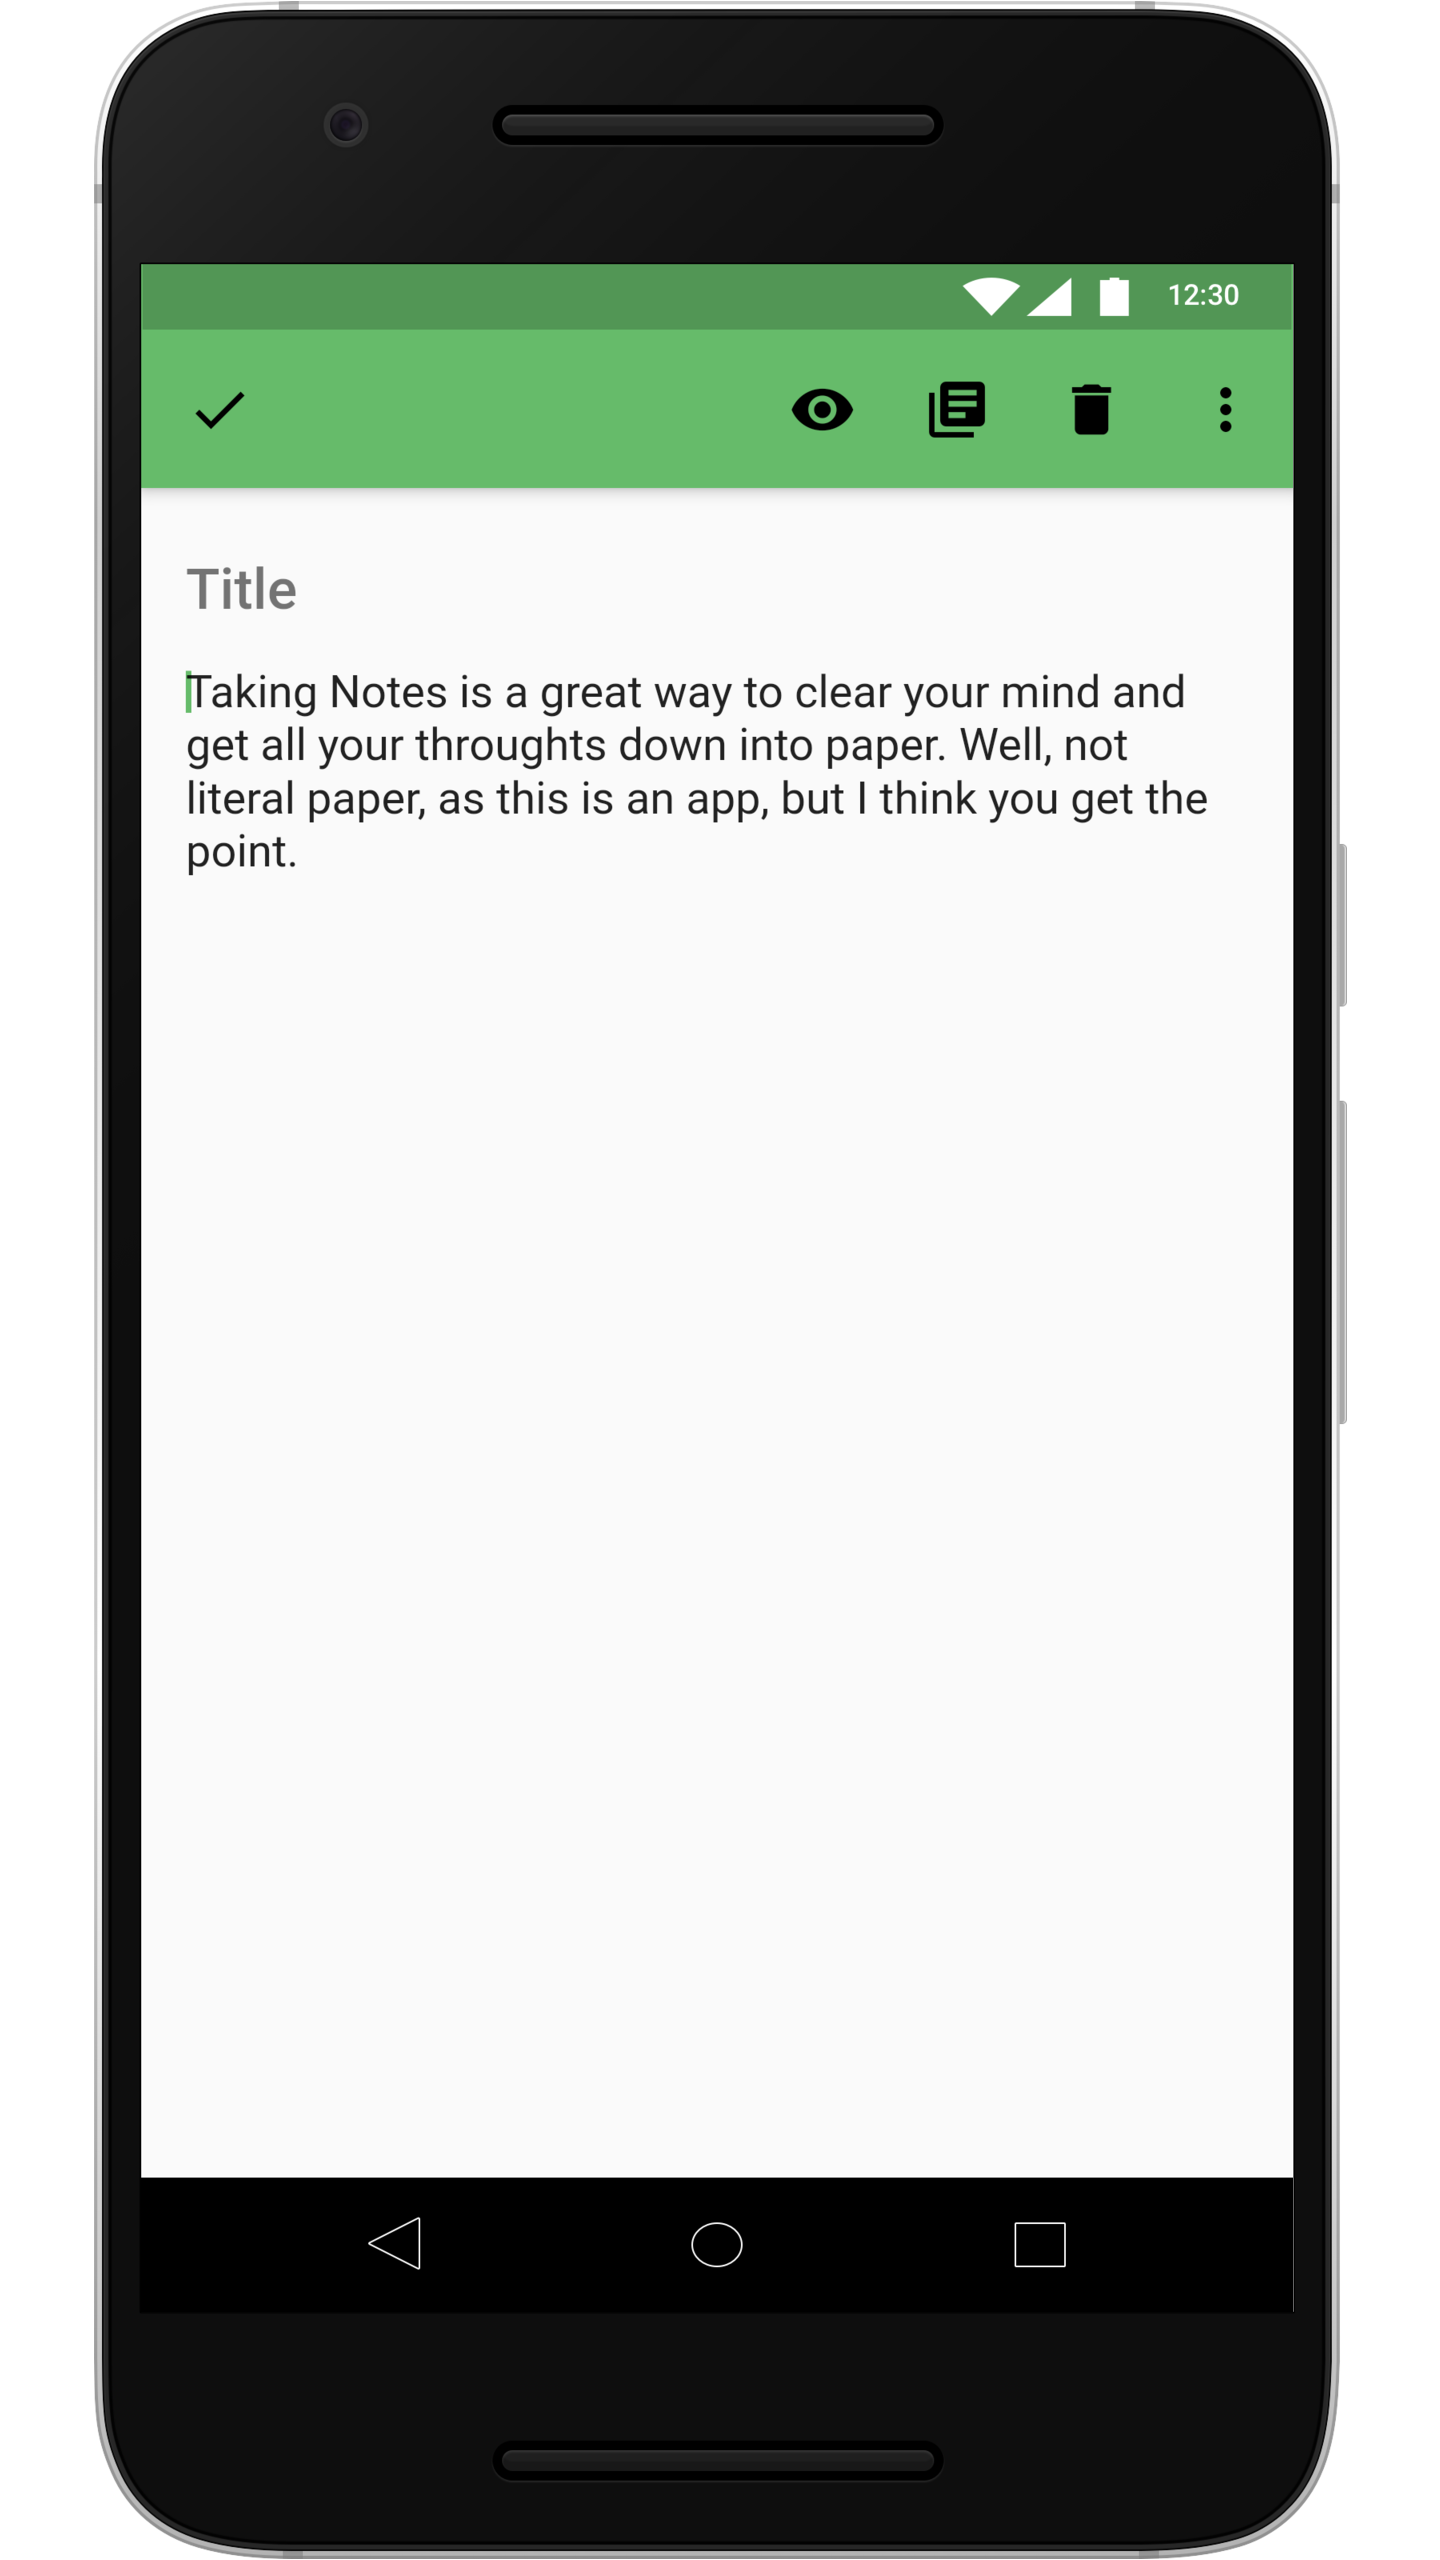 12:30
Title
Taking Notes is a great way to clear your mind and
get all your throughts down into paper. Well, not
literal paper, as this is an app, but I think you get the
point.